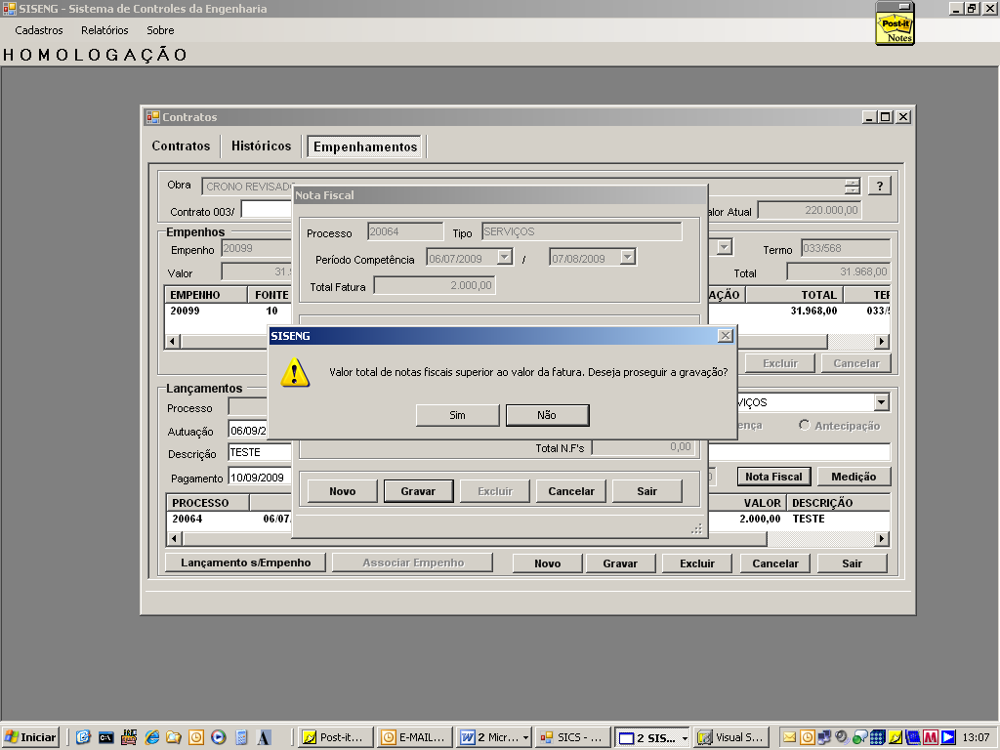 SISENG - Sistema de Controles da Engenharia
Cadastros Relatórios Sobre
Post-it Notes
HOMOLOGAÇÃO
Contratos
Contratos Históricos Empenhamentos
Obra CRONO REVISADO ?
Contrato 003/ alor Atual 220.000,00
Empenhos
Empenho 20099 Termo 033/568
Valor 31.9 Total 31.968,00
EMPENHO FONTE AÇÃO TOTAL TER
20099 10 31.968,00 033/5
Excluir Cancelar
Nota Fiscal
Processo 20064 Tipo SERVIÇOS
Período Competência 06/07/2009 / 07/08/2009
Total Fatura 2.000,00
SISENG
Valor total de notas fiscais superior ao valor da fatura. Deseja proseguir a gravação?
Sim Não
Total N.F's 0,00
Novo Gravar Excluir Cancelar Sair
Lançamentos
Processo VIÇOS
Autuação 06/09/2 ença Antecipação
Descrição TESTE
Pagamento 10/09/2009 0 Nota Fiscal Medição
PROCESSO VALOR DESCRIÇÃO
20064 06/07. 2.000,00 TESTE
Lançamento s/Empenho Associar Empenho Novo Gravar Excluir Cancelar Sair
Iniciar Post-it... E-MAIL... 2 Micr... SICS - ... 2 SIS... Visual S... 13:07